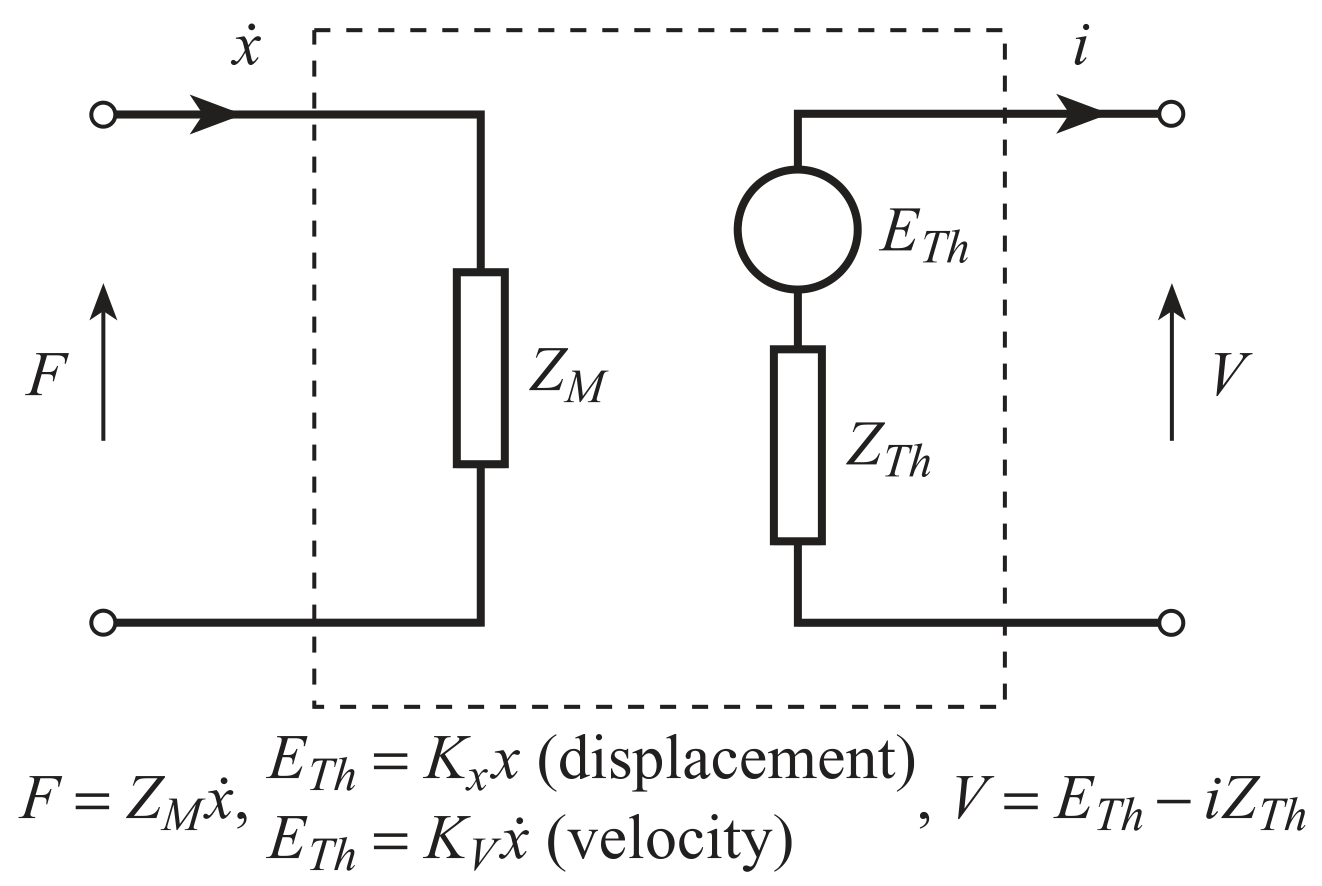 ẋ
i
E_Th
F
Z_M
V
Z_Th
F = Z_M ẋ, E_Th = K_x x (displacement), V = E_Th − iZ_Th
E_Th = K_V ẋ (velocity)